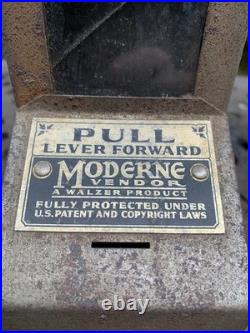 PULL
LEVER FORWARD
MODERNE
VENDOR
A WALZER PRODUCT
FULLY PROTECTED UNDER
U.S. PATENT AND COPYRIGHT LAWS